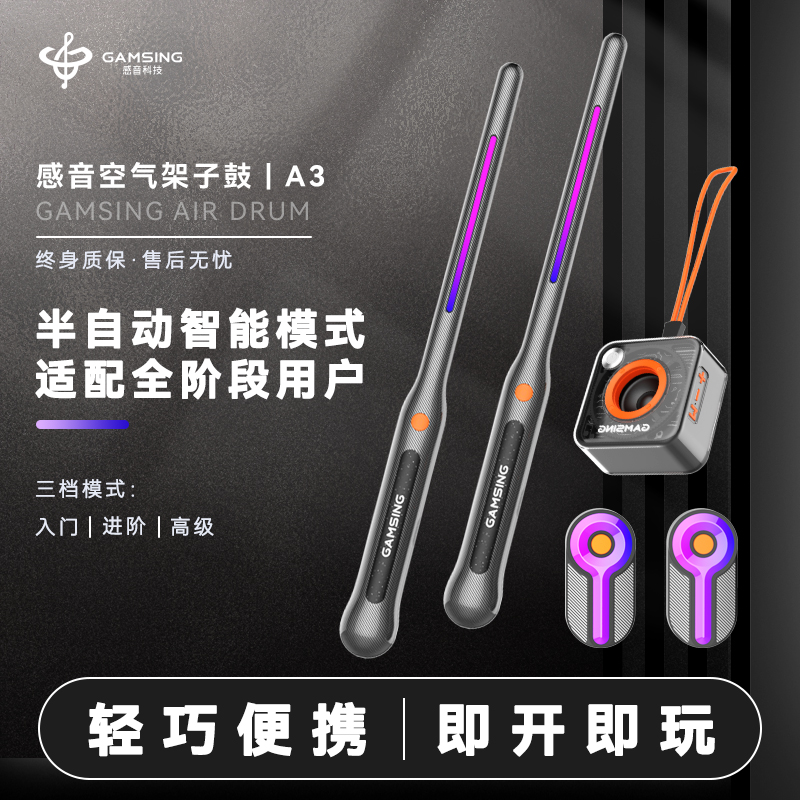 GAMSING
感音科技
感音空气架子鼓 | A3
GAMSING AIR DRUM
终身质保·售后无忧
半自动智能模式
适配全阶段用户
三档模式:
入门 | 进阶 | 高级
GAMSING
GAMSING
GAMSING
轻巧便携 | 即开即玩